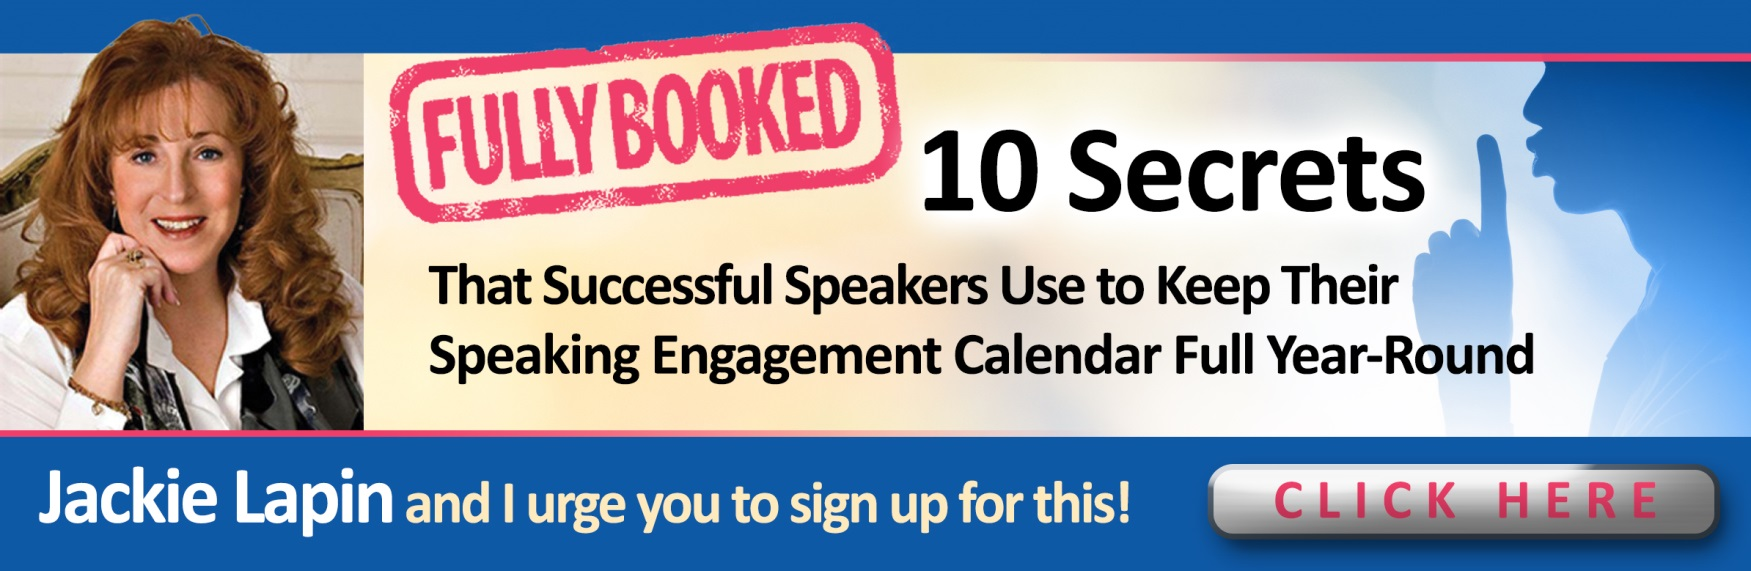 FULLY BOOKED
10 Secrets
That Successful Speakers Use to Keep Their
Speaking Engagement Calendar Full Year-Round
Jackie Lapin and I urge you to sign up for this!
CLICK HERE